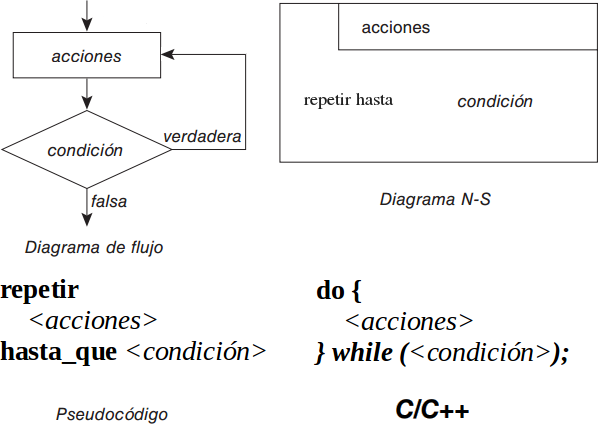 acciones
condición
verdadera
falsa
Diagrama de flujo
acciones
repetir hasta condición
Diagrama N-S
repetir
<acciones>
hasta_que <condición>
Pseudocódigo
do {
<acciones>
} while (<condición>);
C/C++